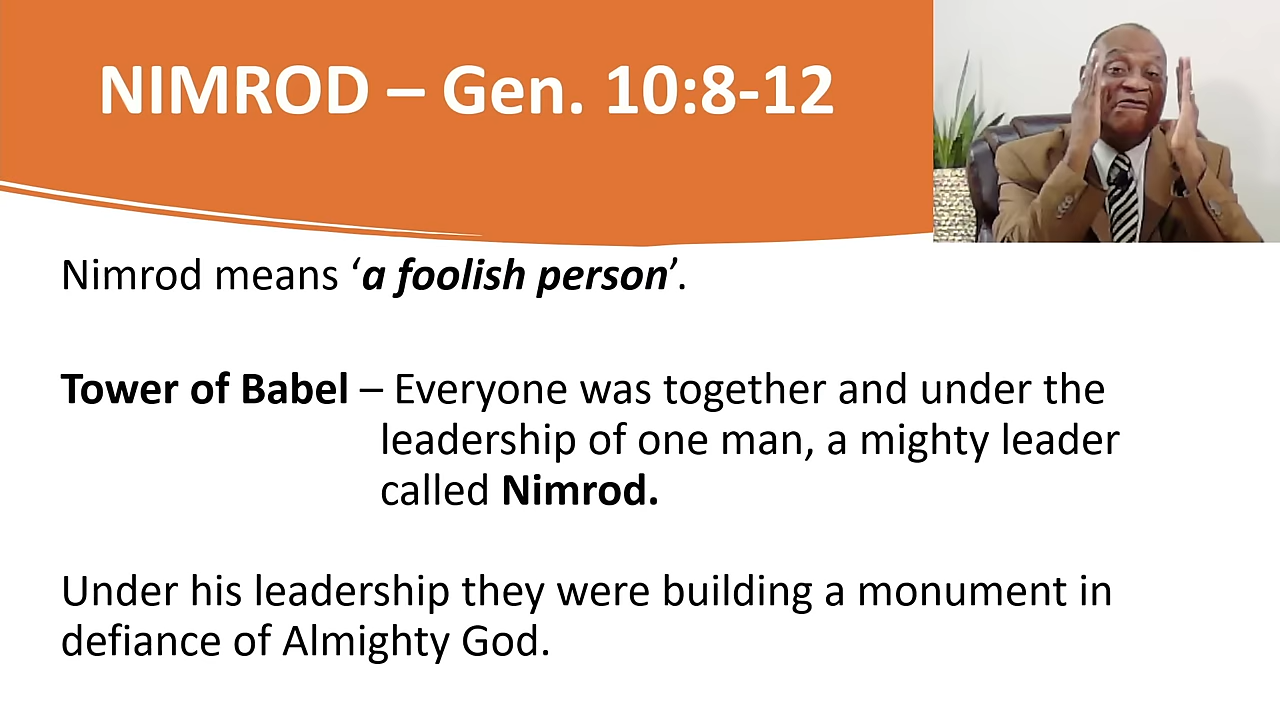 NIMROD – Gen. 10:8-12
Nimrod means ‘a foolish person’.
Tower of Babel – Everyone was together and under the
leadership of one man, a mighty leader
called Nimrod.
Under his leadership they were building a monument in
defiance of Almighty God.